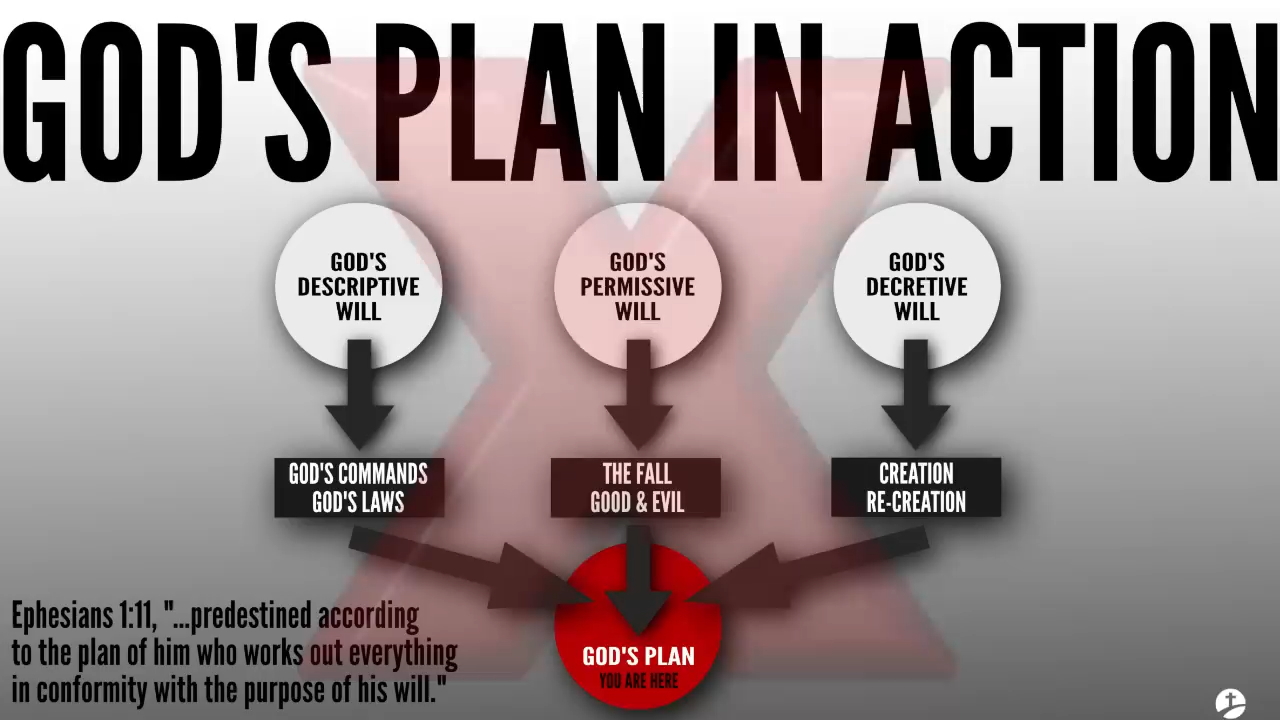 GOD'S PLAN IN ACTION
GOD'S
DESCRIPTIVE
WILL
GOD'S
PERMISSIVE
WILL
GOD'S
DECRETIVE
WILL
GOD'S COMMANDS
GOD'S LAWS
THE FALL
GOOD & EVIL
CREATION
RE-CREATION
Ephesians 1:11, "...predestined according
to the plan of him who works out everything
in conformity with the purpose of his will."
GOD'S PLAN
YOU ARE HERE